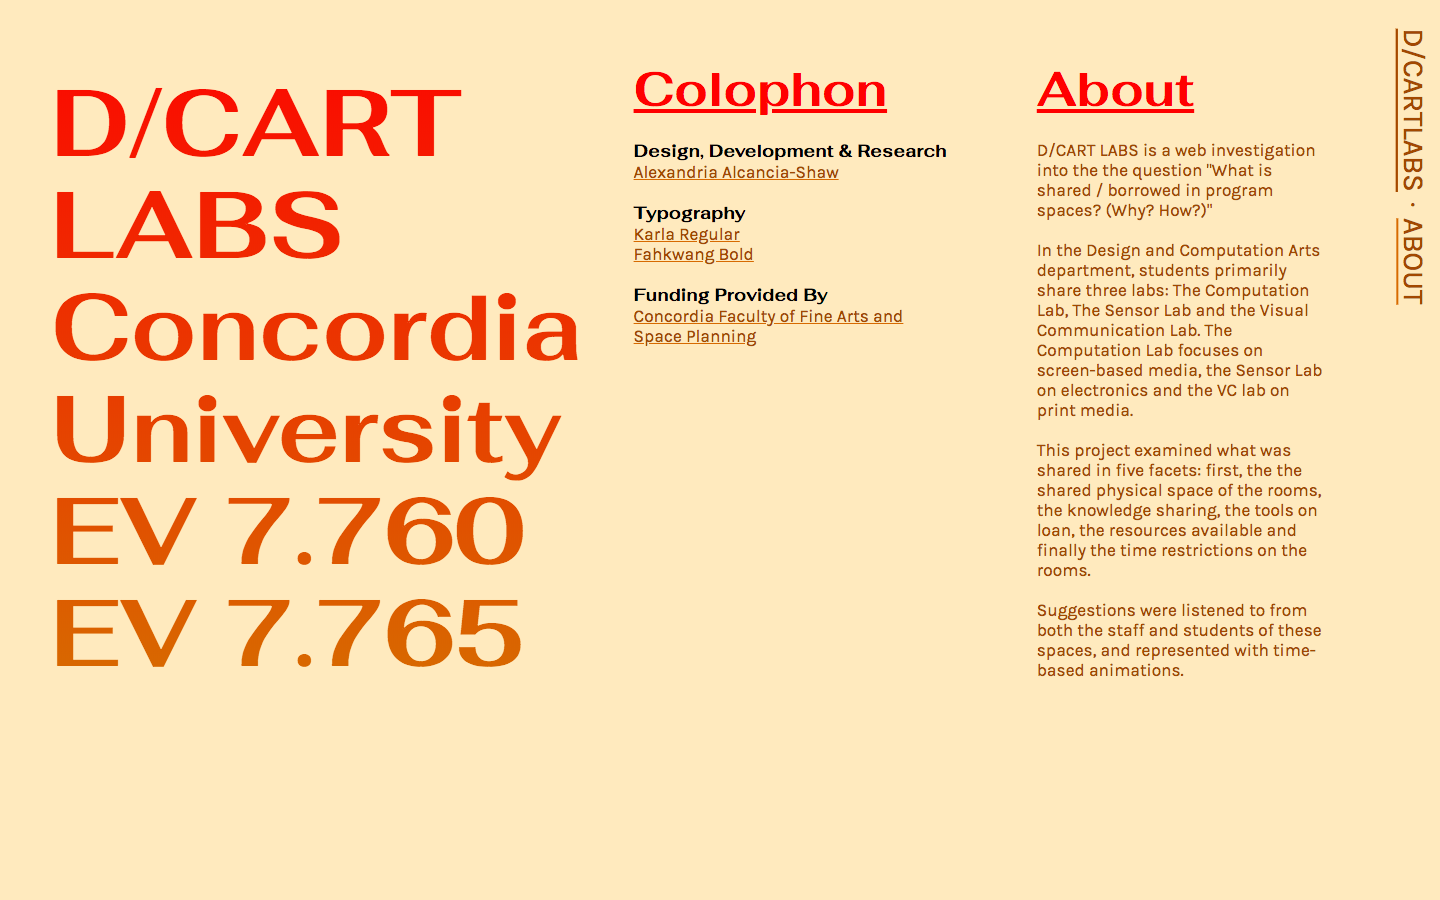 D/CART
LABS
Concordia
University
EV 7.760
EV 7.765
Colophon
Design, Development & Research
Alexandria Alcancia-Shaw
Typography
Karla Regular
Fahkwang Bold
Funding Provided By
Concordia Faculty of Fine Arts and
Space Planning
About
D/CART LABS is a web investigation
into the the question "What is
shared / borrowed in program
spaces? (Why? How?)"
In the Design and Computation Arts
department, students primarily
share three labs: The Computation
Lab, The Sensor Lab and the Visual
Communication Lab. The
Computation Lab focuses on
screen-based media, the Sensor Lab
on electronics and the VC lab on
print media.
This project examined what was
shared in five facets: first, the the
shared physical space of the rooms,
the knowledge sharing, the tools on
loan, the resources available and
finally the time restrictions on the
rooms.
Suggestions were listened to from
both the staff and students of these
spaces, and represented with time-
based animations.
D/CARTLABS · ABOUT